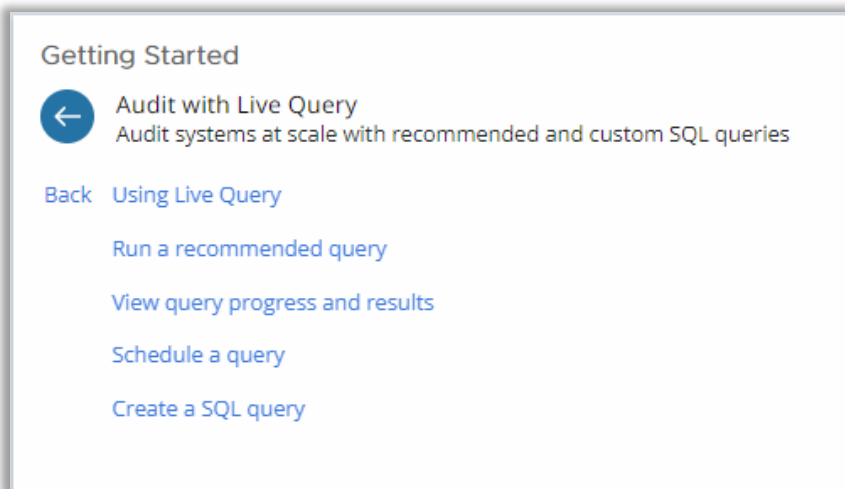 Getting Started
Audit with Live Query
Audit systems at scale with recommended and custom SQL queries
Back Using Live Query
Run a recommended query
View query progress and results
Schedule a query
Create a SQL query